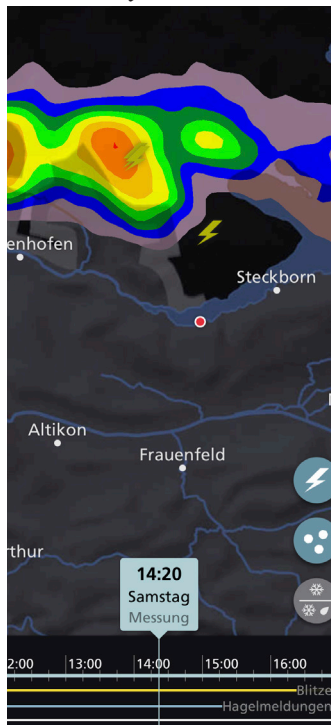 enhofen
Steckborn
Altikon
Frauenfeld
rthur
14:20
Samstag
Messung
2:00 13:00 14:00 15:00 16:00
Blitze
Hagelmeldungen